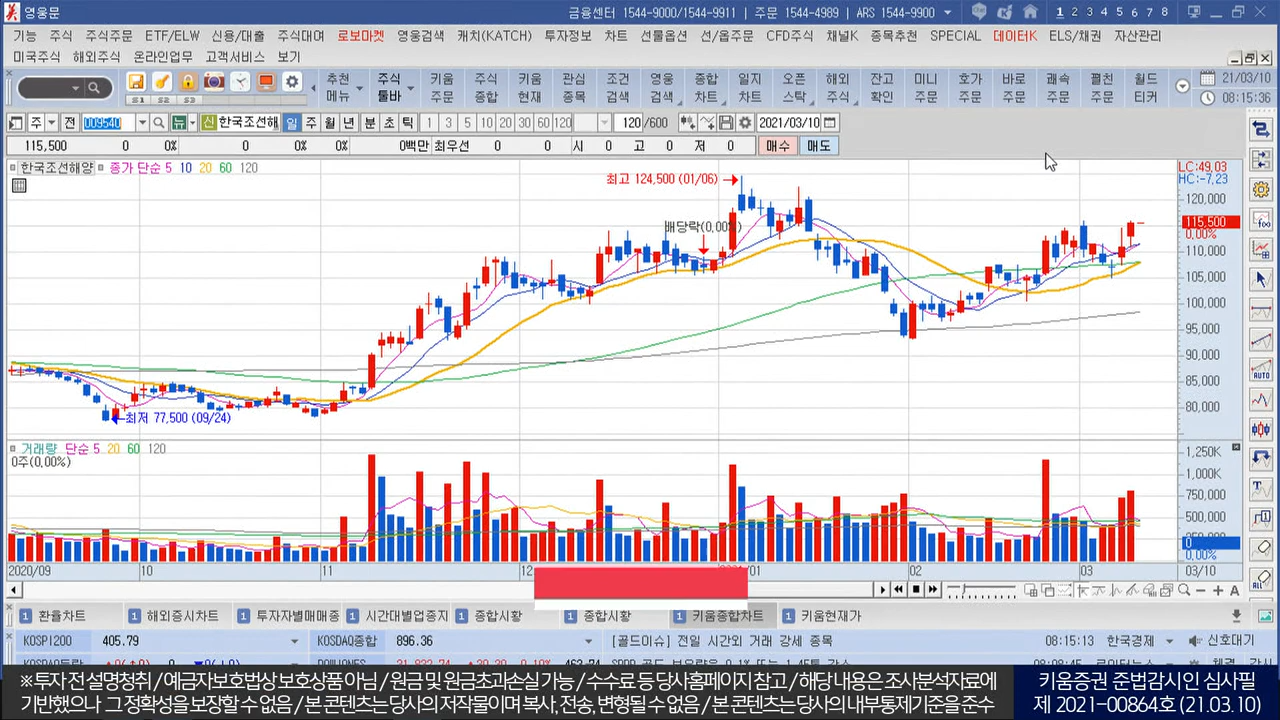 영웅문
금융센터 1544-9000/1544-9911 | 주문 1544-4989 | ARS 1544-9900
1 2 3 4 5 6 7 8
기능 주식 주식주문 ETF/ELW 신용/대출 주식대여 로보마켓 영웅검색 캐치(KATCH) 투자정보 차트 선물옵션 선/옵주문 CFD주식 채널K 종목추천 SPECIAL 데이터K ELS/채권 자산관리
미국주식 해외주식 온라인업무 고객서비스 보기
S1 S2 S3
추천 메뉴
주식 툴바
키움 주문
주식 종합
키움 현재
관심 종목
조건 검색
영웅 검색
종합 차트
일지 차트
오픈 스탁
해외 주식
잔고 확인
미니 주문
호가 주문
바로 주문
쾌속 주문
펼친 주문
월드 티커
21/03/10
08:15:36
주 전 009540 뉴 신 한국조선해 일 주 월 년 분 초 틱 1 3 5 10 20 30 60 120 120 /600 2021/03/10
115,500 0 0% 0 0% 0% 0백만 최우선 0 0 시 0 고 0 저 0 매수 매도
한국조선해양 종가 단순 5 10 20 60 120
LC:49,03
HC:-7,23
최고 124,500 (01/06)
배당락(0,00%)
최저 77,500 (09/24)
120,000
115,500
0,00%
110,000
105,000
100,000
95,000
90,000
85,000
80,000
AUTO
거래량 단순 5 20 60 120
0주(0,00%)
1,250K
1,000K
750,000
500,000
0
0,00%
2020/09 10 11 12 01 02 03 03/10
A
1 환율차트 1 해외증시차트 1 투자자별매매종 1 시간대별업종지 1 종합시황 1 종합시황 1 키움종합차트 1 키움현재가
KOSPI200 405.79 KOSDAQ종합 896.36 [골드이슈] 전일 시간외 거래 강세 종목 08:15:13 한국경제 신호대기
※ 투자 전 설명청취 / 예금자보호법상 보호상품 아님 / 원금 및 원금초과손실 가능 / 수수료 등 당사홈페이지 참고 / 해당 내용은 조사분석자료에
기반했으나 그 정확성을 보장할 수 없음 / 본 콘텐츠는 당사의 저작물이며 복사, 전송, 변형될 수 없음 / 본 콘텐츠는 당사의 내부통제기준을 준수
키움증권 준법감시인 심사필
제 2021-00864호 (21.03.10)